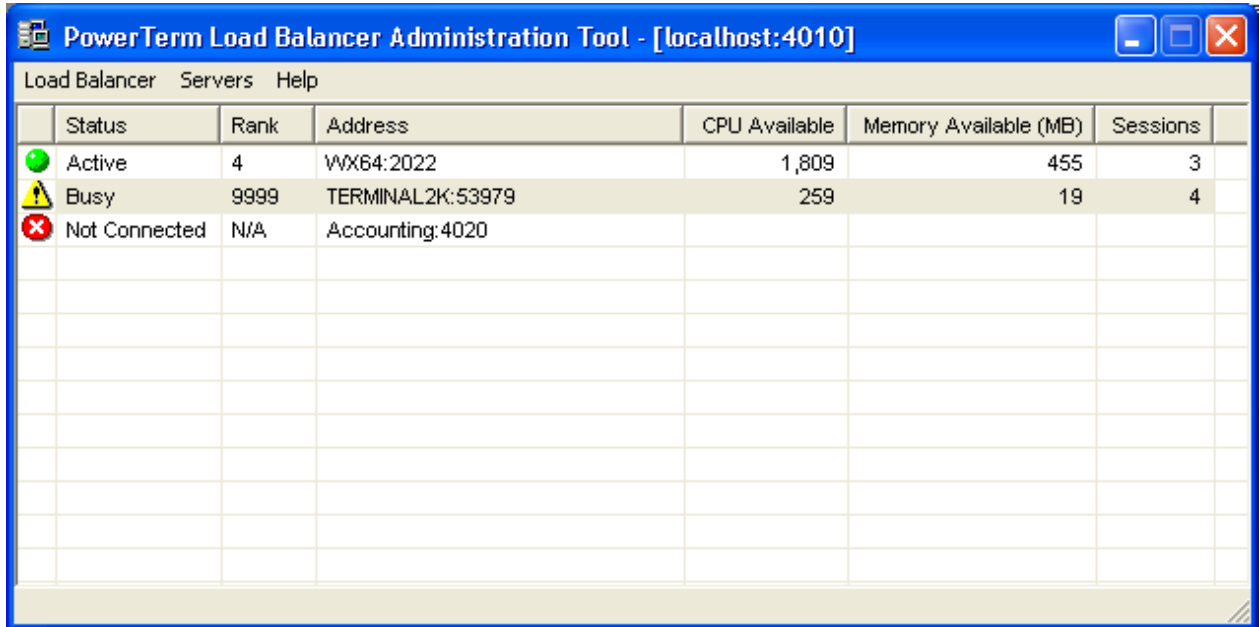 PowerTerm Load Balancer Administration Tool - [localhost:4010]
Load Balancer Servers Help
Status Rank Address CPU Available Memory Available (MB) Sessions
Active 4 WX64:2022 1,809 455 3
Busy 9999 TERMINAL2K:53979 259 19 4
Not Connected N/A Accounting:4020